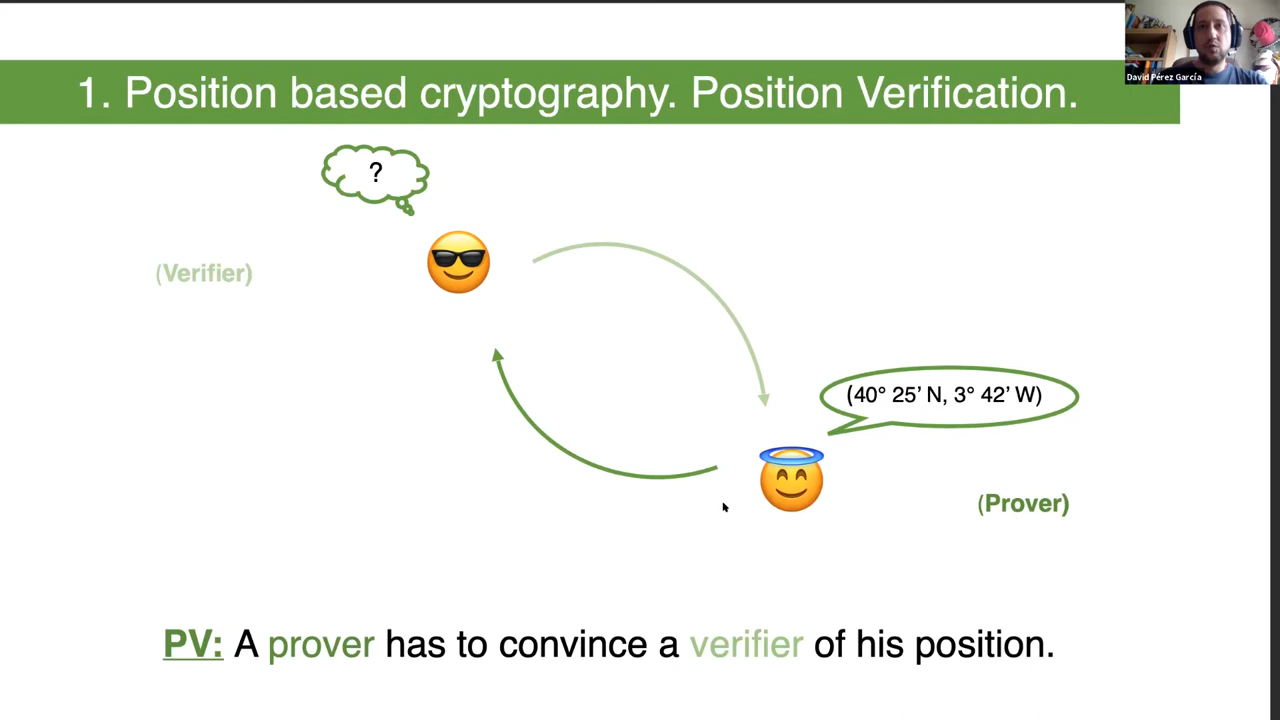 David Pérez García
1. Position based cryptography. Position Verification.
?
(Verifier)
(40° 25’ N, 3° 42’ W)
(Prover)
PV: A prover has to convince a verifier of his position.